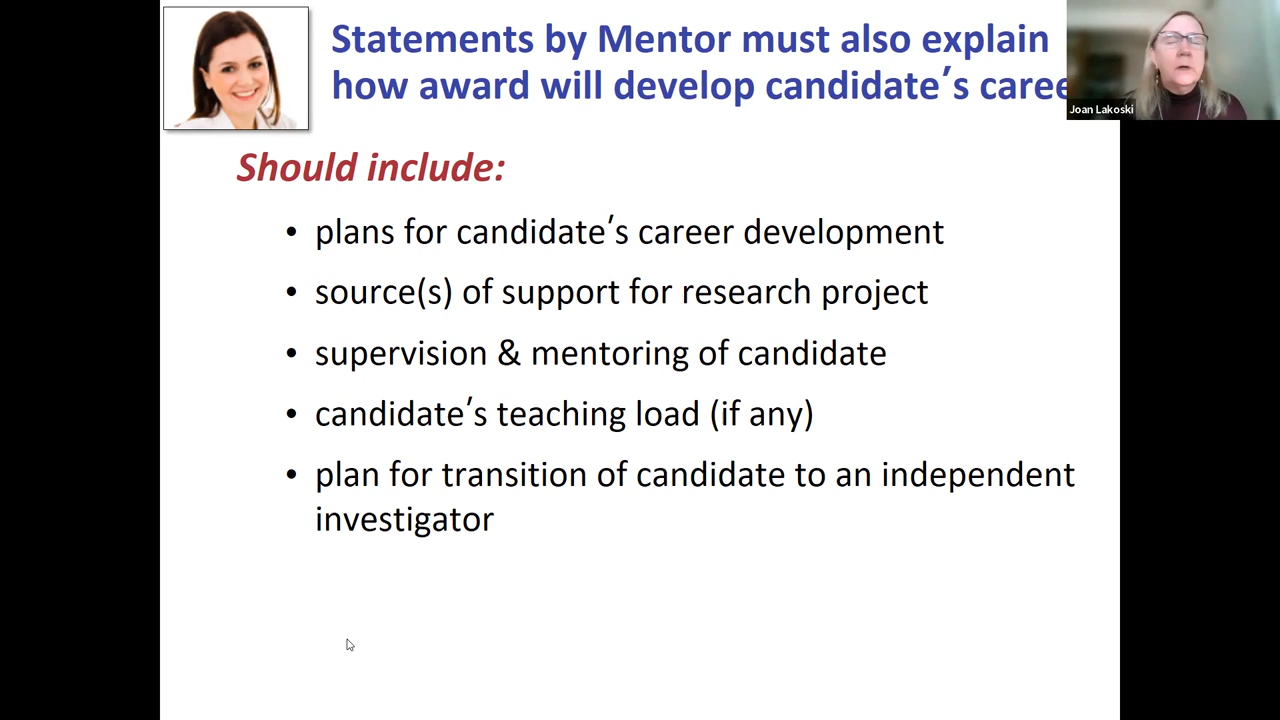 Statements by Mentor must also explain
how award will develop candidate's caree
Joan Lakoski
Should include:
• plans for candidate's career development
• source(s) of support for research project
• supervision & mentoring of candidate
• candidate's teaching load (if any)
• plan for transition of candidate to an independent
investigator